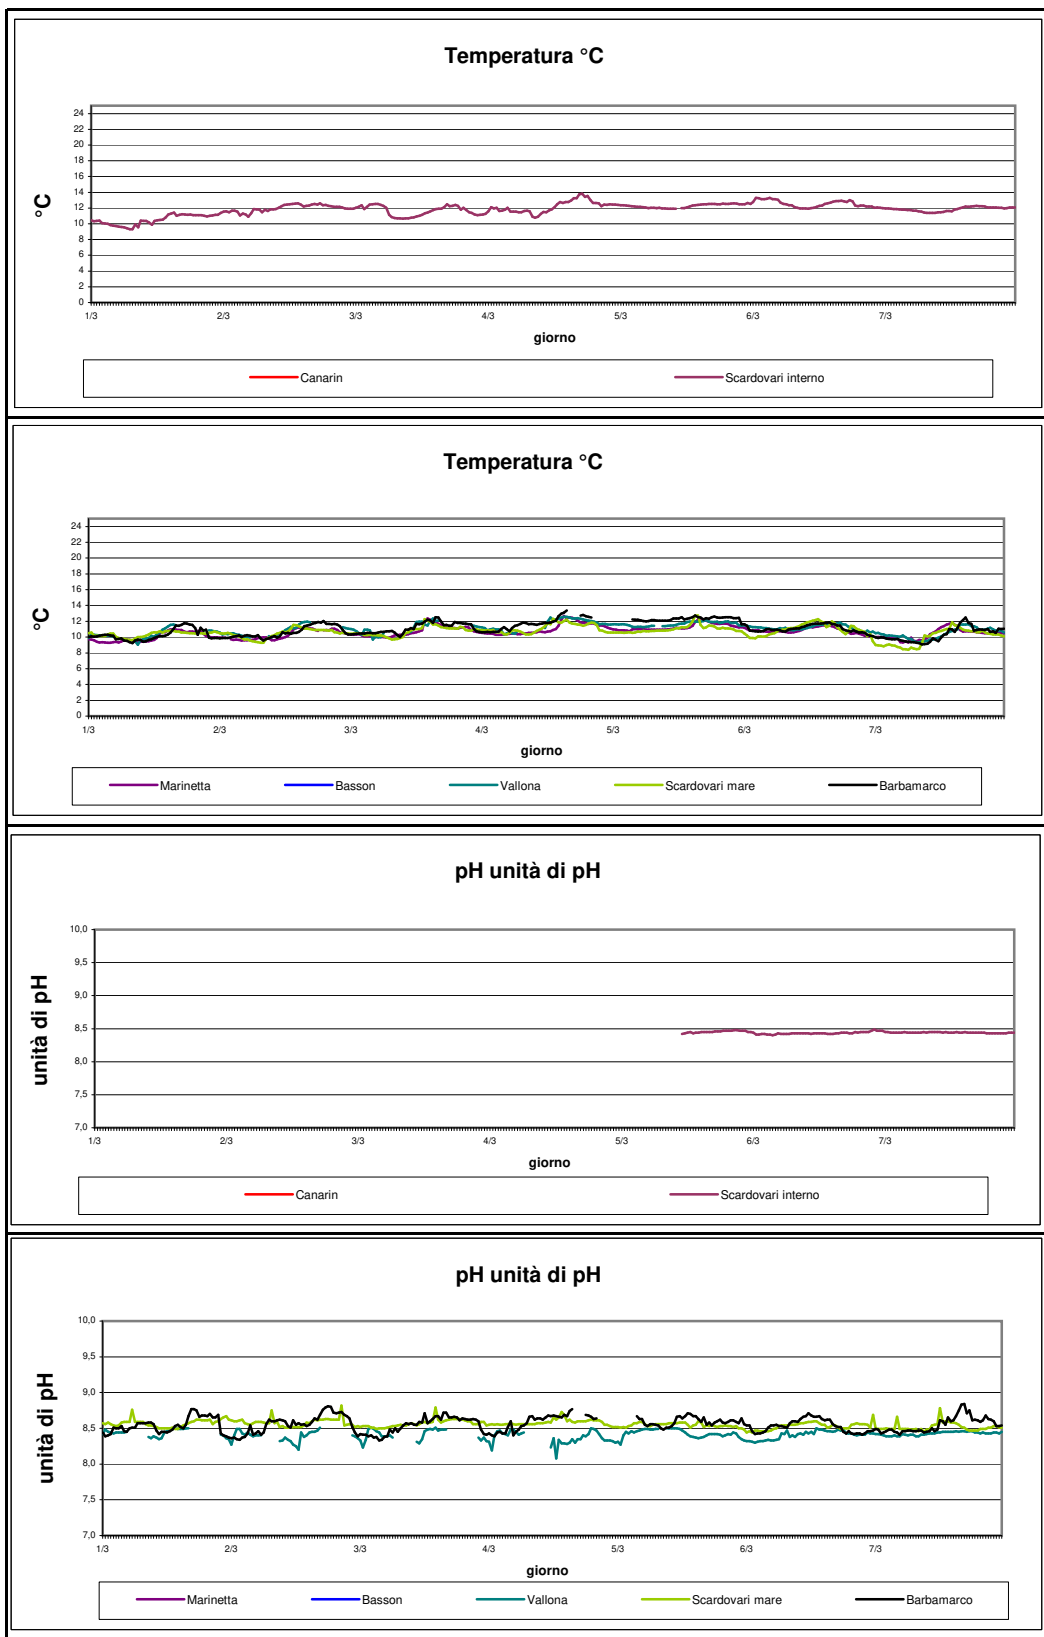 Temperatura °C
24
22
20
18
16
14
12
10
8
6
4
2
0
°C
1/3 2/3 3/3 4/3 5/3 6/3 7/3
giorno
Canarin Scardovari interno
Temperatura °C
24
22
20
18
16
14
12
10
8
6
4
2
0
°C
1/3 2/3 3/3 4/3 5/3 6/3 7/3
giorno
Marinetta Basson Vallona Scardovari mare Barbamarco
pH unità di pH
10,0
9,5
9,0
8,5
8,0
7,5
7,0
unità di pH
1/3 2/3 3/3 4/3 5/3 6/3 7/3
giorno
Canarin Scardovari interno
pH unità di pH
10,0
9,5
9,0
8,5
8,0
7,5
7,0
unità di pH
1/3 2/3 3/3 4/3 5/3 6/3 7/3
giorno
Marinetta Basson Vallona Scardovari mare Barbamarco